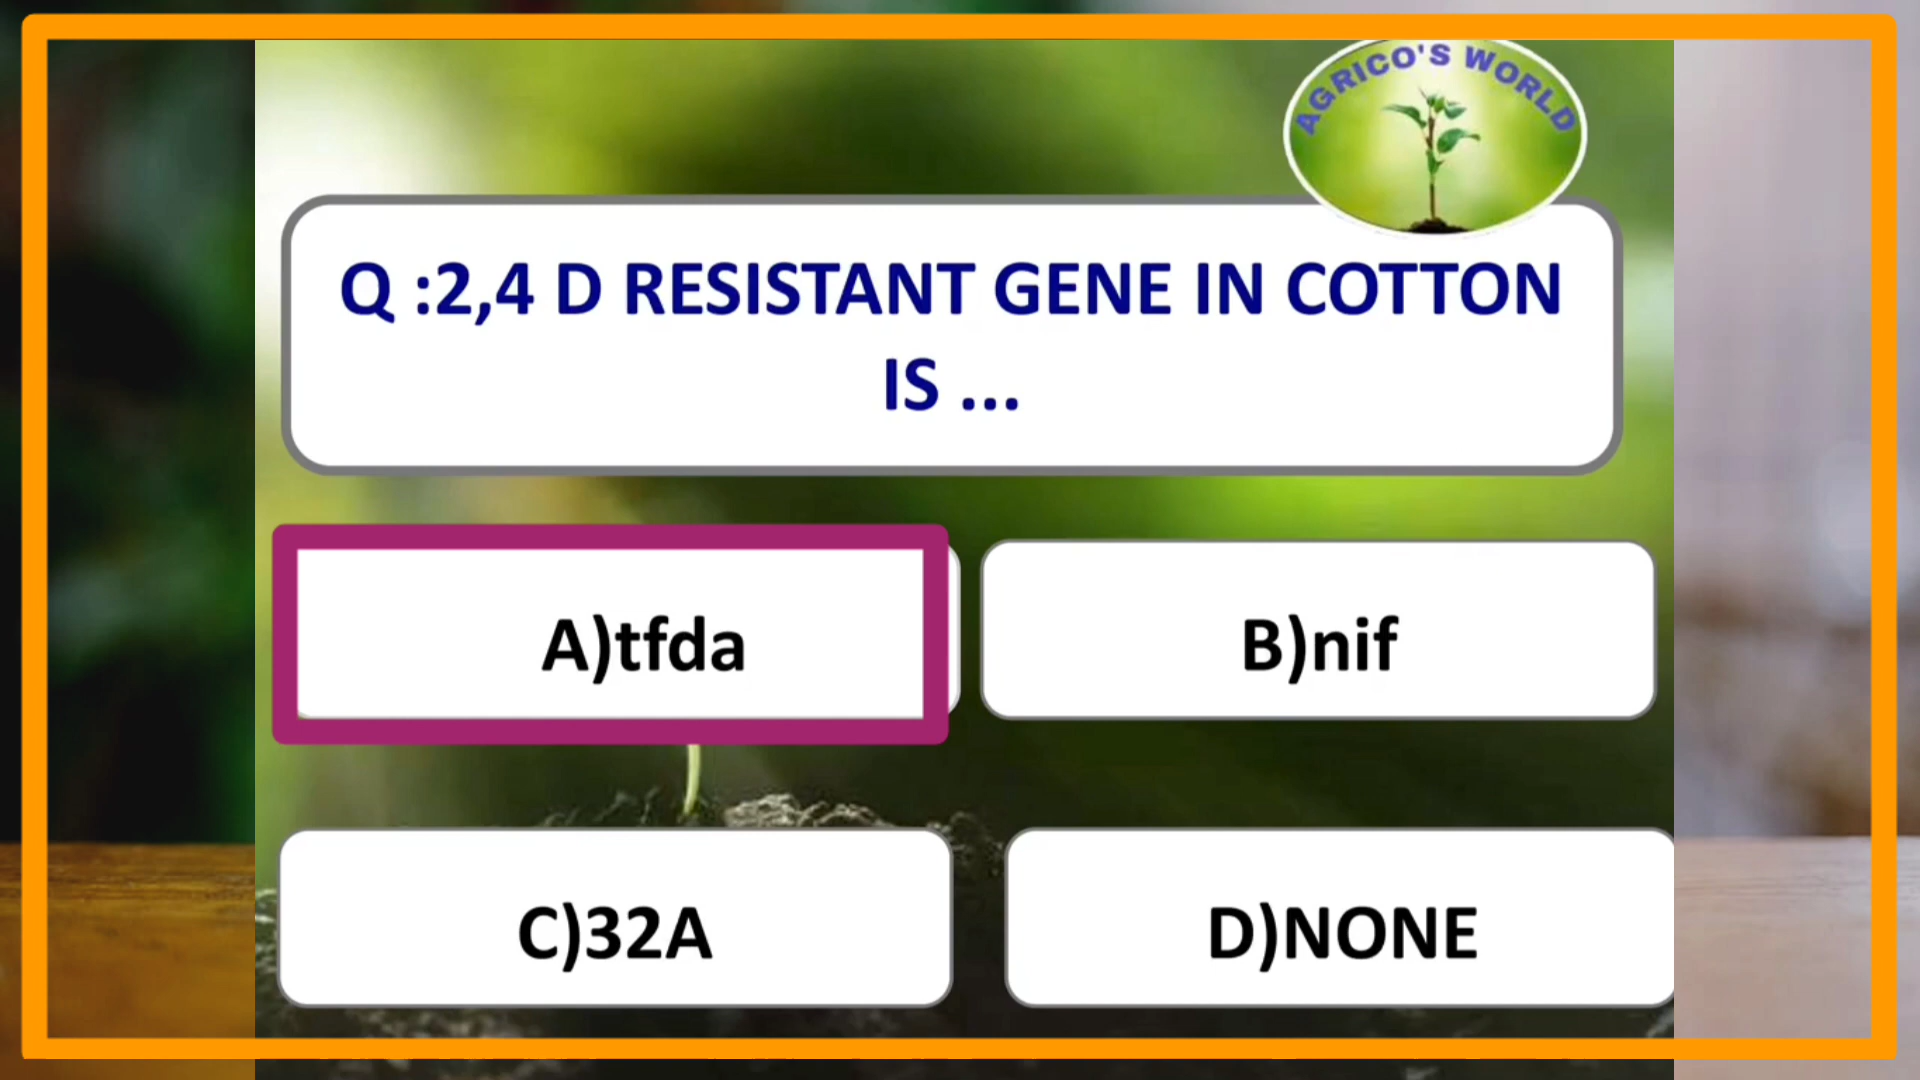 AGRICO'S WORLD
Q :2,4 D RESISTANT GENE IN COTTON
IS ...
A)tfda
B)nif
C)32A
D)NONE